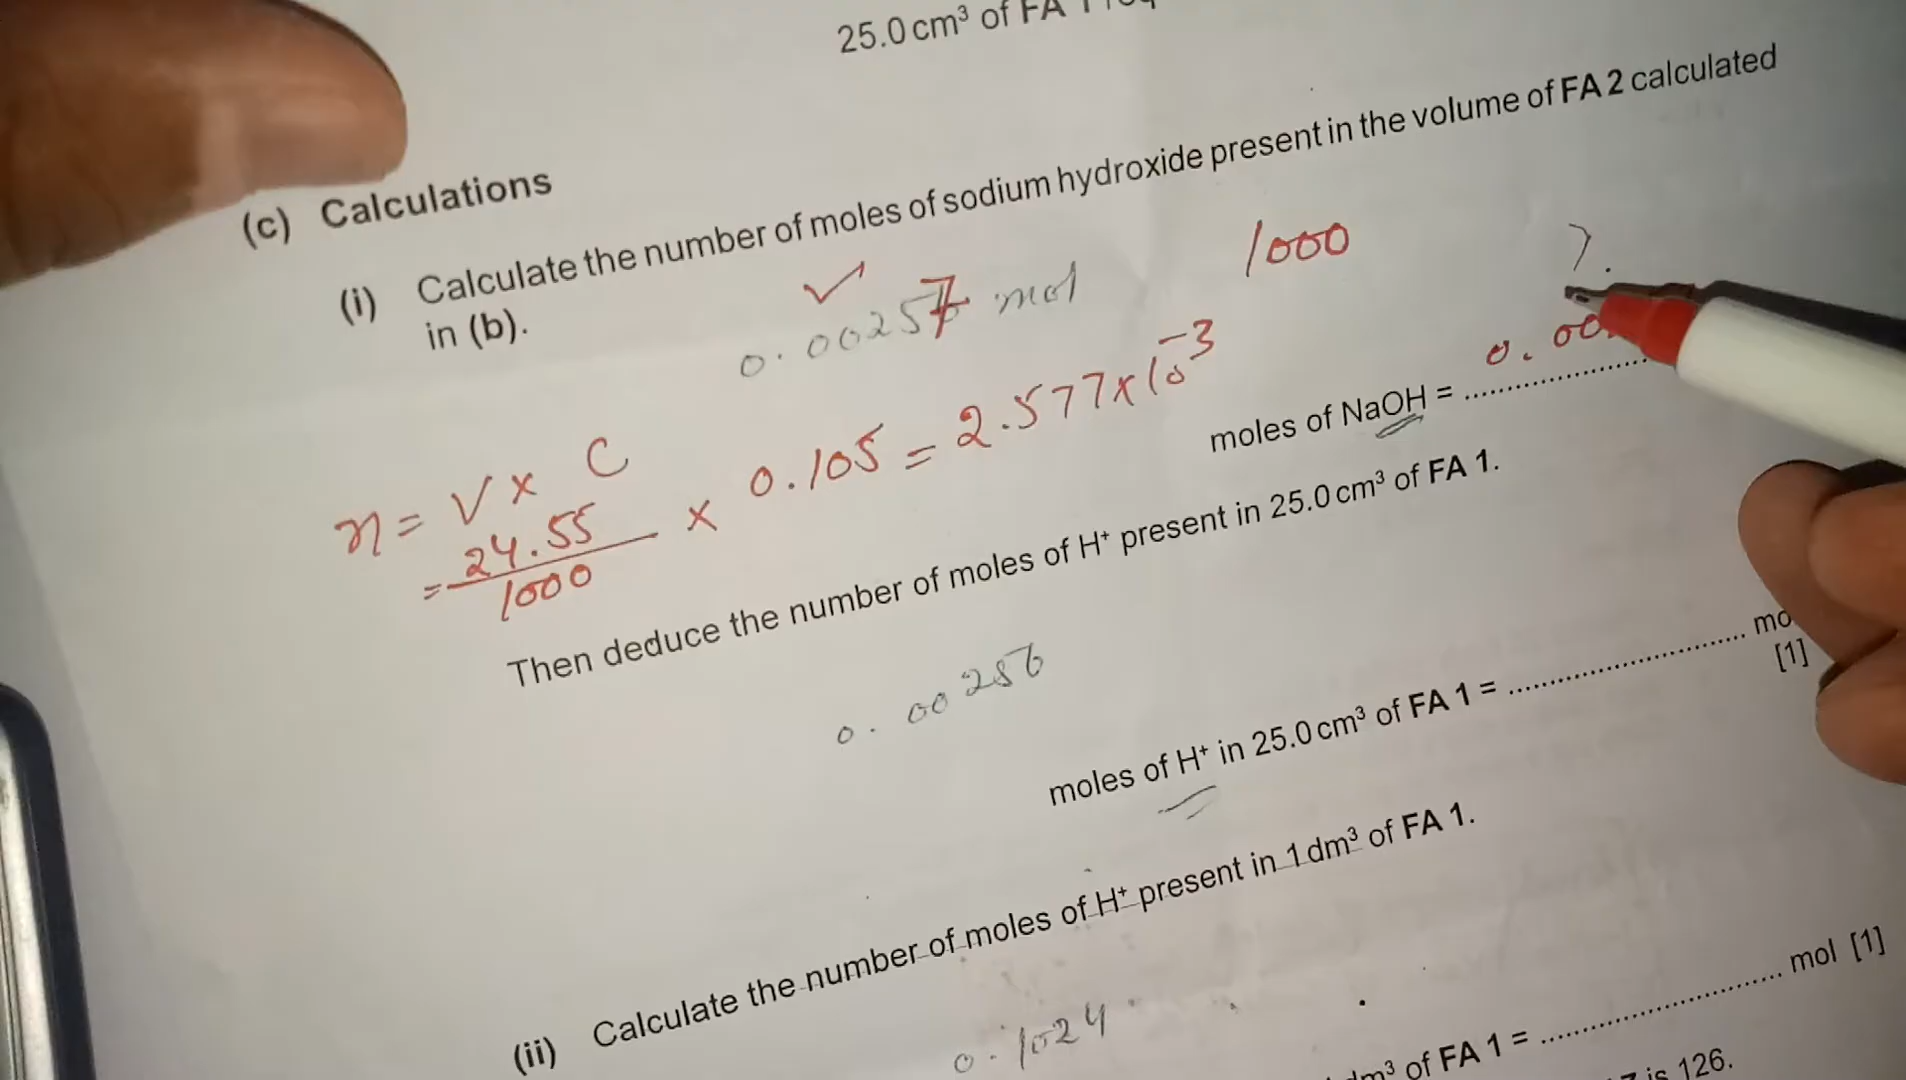 25.0 cm³ of FA 1
(c) Calculations
(i) Calculate the number of moles of sodium hydroxide present in the volume of FA 2 calculated
in (b).
0.00257 mol
1000
n = V x C
= 24.55/1000 x 0.105 = 2.577x10⁻³
0.00
moles of NaOH = ..............................
Then deduce the number of moles of H⁺ present in 25.0 cm³ of FA 1.
0.00256
moles of H⁺ in 25.0 cm³ of FA 1 = .............................. mo
[1]
(ii) Calculate the number of moles of H⁺ present in 1 dm³ of FA 1.
0.1024
dm³ of FA 1 = .............................. mol [1]
is 126.